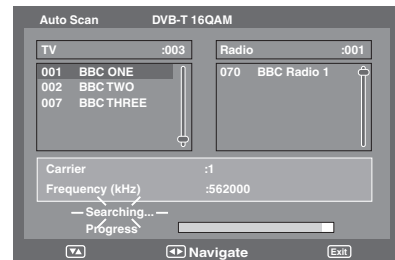 Auto Scan DVB-T 16QAM
TV :003 Radio :001
001 BBC ONE 070 BBC Radio 1
002 BBC TWO
007 BBC THREE
Carrier :1
Frequency (kHz) :562000
Searching...
Progress
Navigate Exit